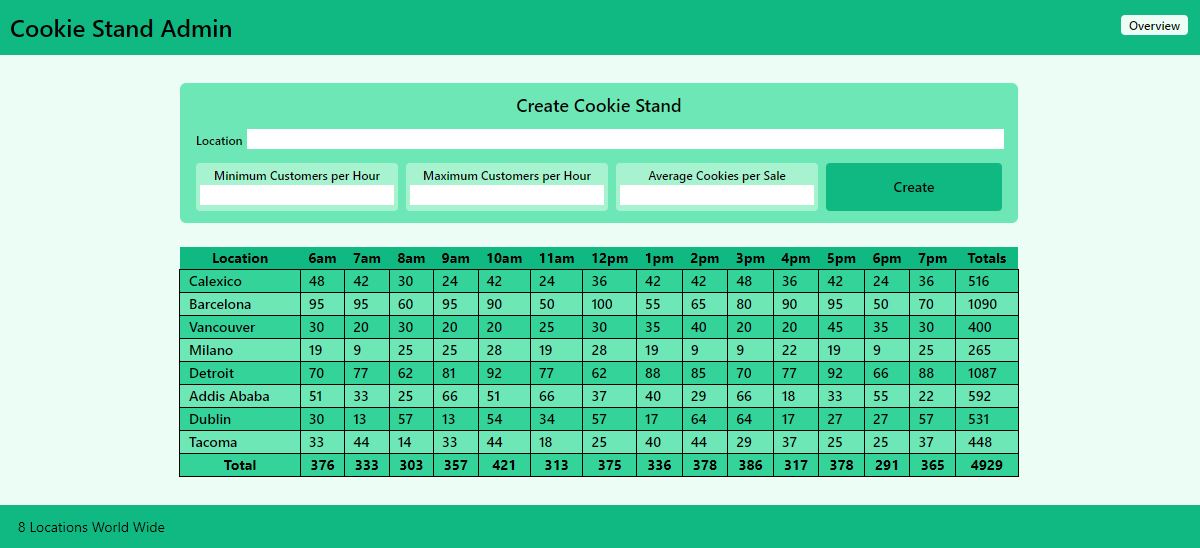 Cookie Stand Admin
Overview
Create Cookie Stand
Location
Minimum Customers per Hour Maximum Customers per Hour Average Cookies per Sale Create
Location 6am 7am 8am 9am 10am 11am 12pm 1pm 2pm 3pm 4pm 5pm 6pm 7pm Totals
Calexico 48 42 30 24 42 24 36 42 42 48 36 42 24 36 516
Barcelona 95 95 60 95 90 50 100 55 65 80 90 95 50 70 1090
Vancouver 30 20 30 20 20 25 30 35 40 20 20 45 35 30 400
Milano 19 9 25 25 28 19 28 19 9 9 22 19 9 25 265
Detroit 70 77 62 81 92 77 62 88 85 70 77 92 66 88 1087
Addis Ababa 51 33 25 66 51 66 37 40 29 66 18 33 55 22 592
Dublin 30 13 57 13 54 34 57 17 64 64 17 27 27 57 531
Tacoma 33 44 14 33 44 18 25 40 44 29 37 25 25 37 448
Total 376 333 303 357 421 313 375 336 378 386 317 378 291 365 4929
8 Locations World Wide